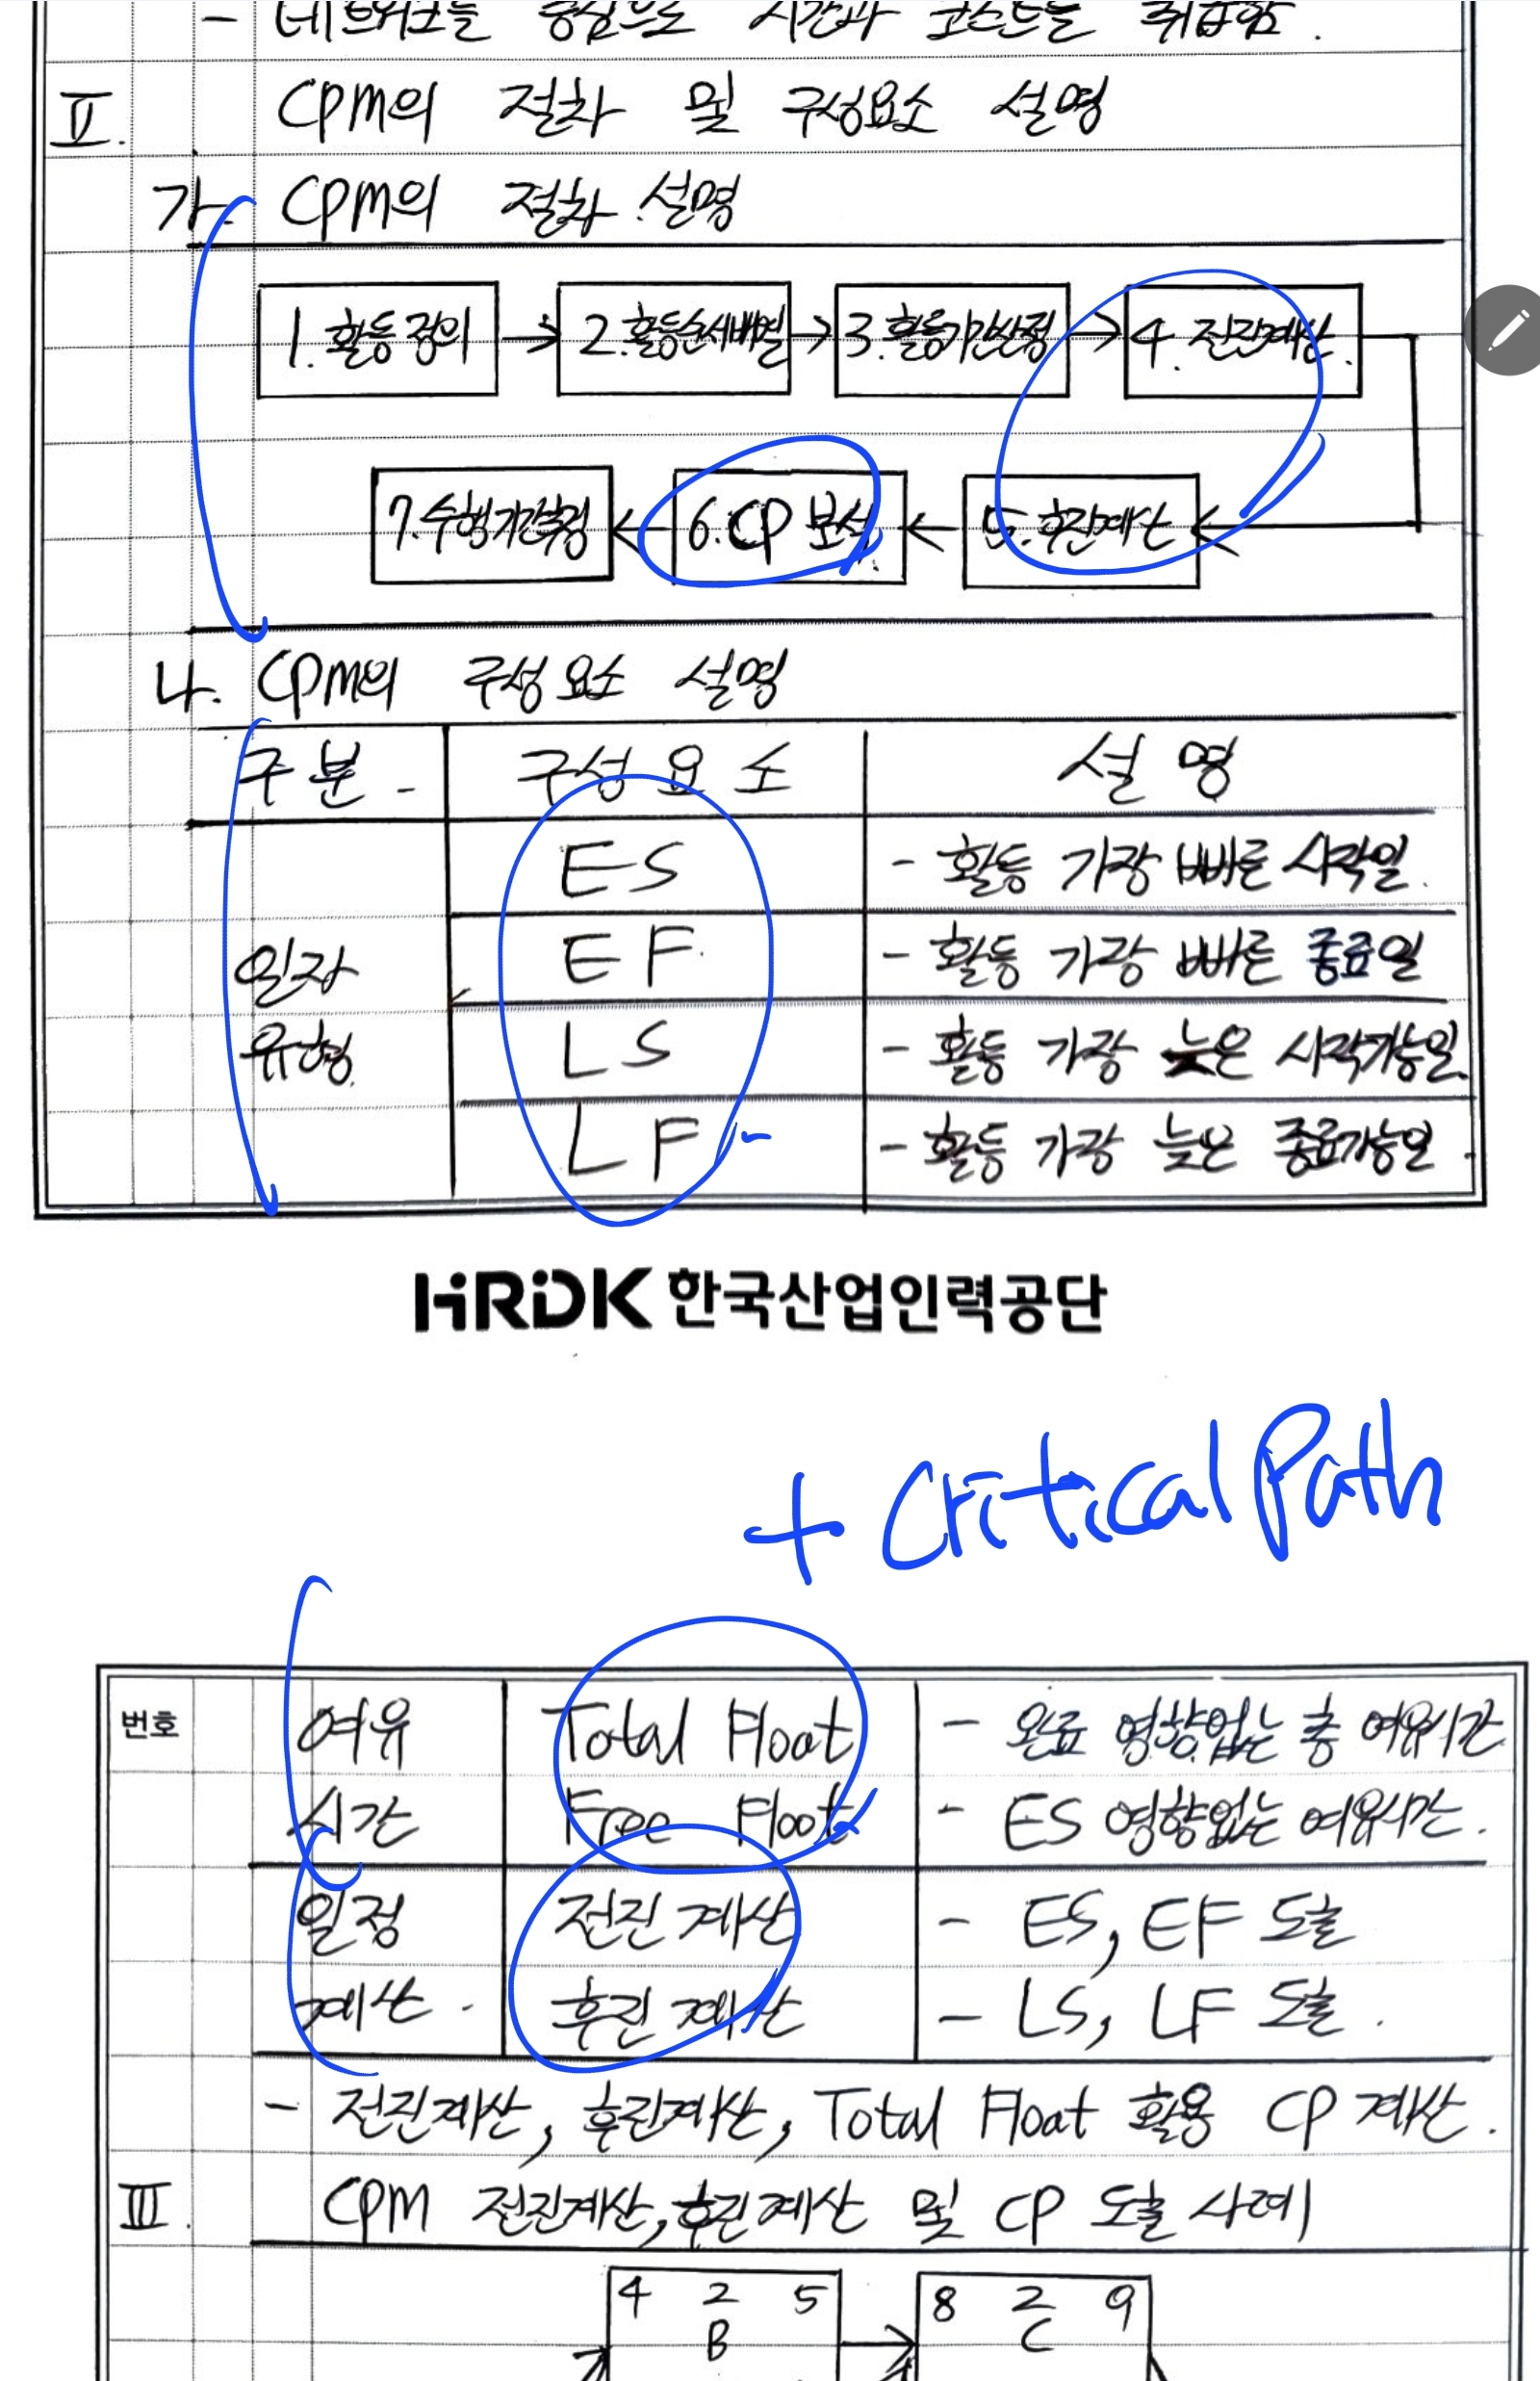 - 네트워크를 중심으로 시간과 코스트를 취급함.
Ⅱ. CPM의 절차 및 구성요소 설명
가. CPM의 절차 설명
1. 활동정의 → 2. 활동순서배열 → 3. 활동기간산정 → 4. 전진계산.
7. 수행기간추정 ← 6. CP 분석 ← 5. 후진계산
나. CPM의 구성요소 설명
구분 구성요소 설명
ES - 활동 가장 빠른 시작일.
일자 EF - 활동 가장 빠른 종료일
유형 LS - 활동 가장 늦은 시작가능일.
LF - 활동 가장 늦은 종료가능일.
HRDK 한국산업인력공단
+ Critical Path
번호 여유 Total Float - 완료 영향없는 총 여유시간
시간 Free Float - ES 영향없는 여유시간.
일정 전진계산 - ES, EF 도출
계산. 후진계산 - LS, LF 도출.
- 전진계산, 후진계산, Total Float 활용 CP 계산.
Ⅲ. CPM 전진계산, 후진계산 및 CP 도출 사례
4 2 5 8 2 9
B → C